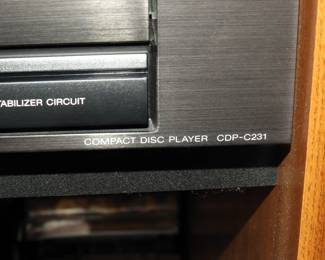 TABILIZER CIRCUIT
COMPACT DISC PLAYER CDP-C231